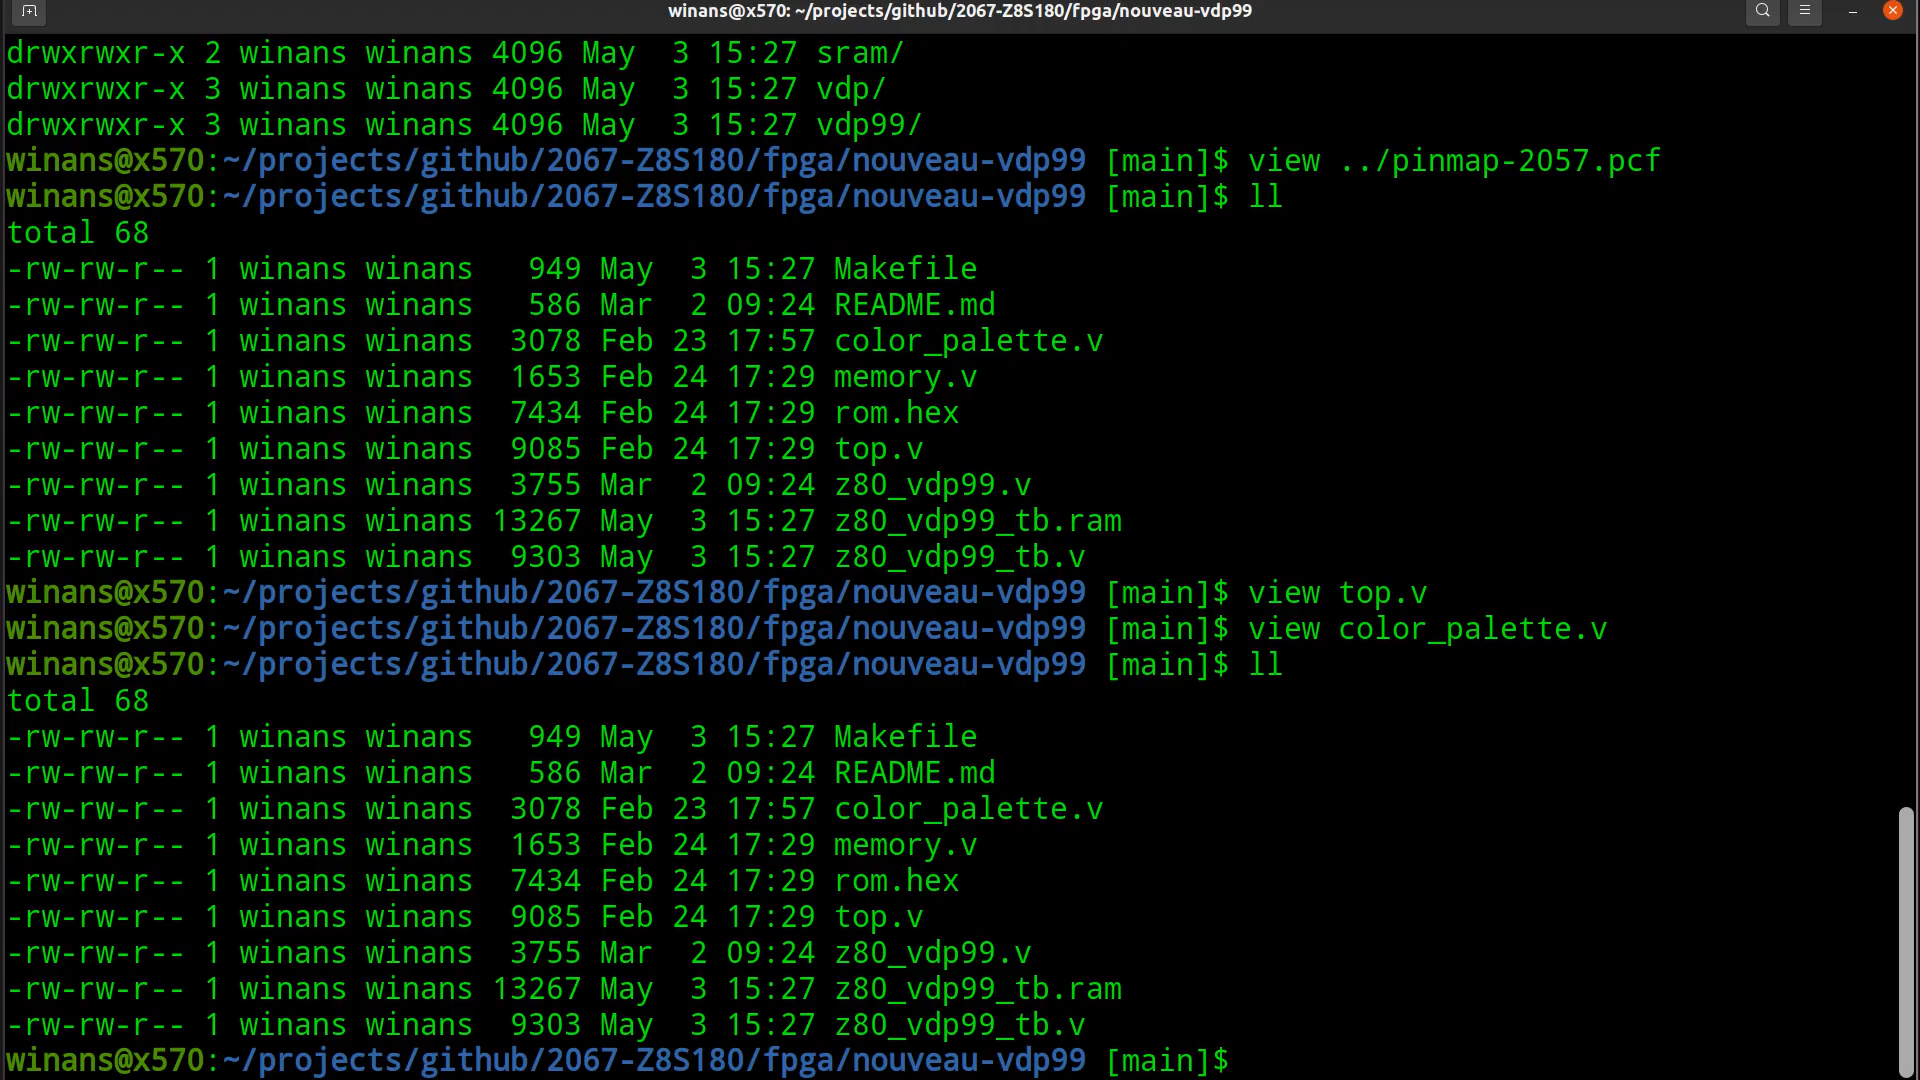 winans@x570: ~/projects/github/2067-Z8S180/fpga/nouveau-vdp99
drwxrwxr-x 2 winans winans 4096 May  3 15:27 sram/
drwxrwxr-x 3 winans winans 4096 May  3 15:27 vdp/
drwxrwxr-x 3 winans winans 4096 May  3 15:27 vdp99/
winans@x570:~/projects/github/2067-Z8S180/fpga/nouveau-vdp99 [main]$ view ../pinmap-2057.pcf
winans@x570:~/projects/github/2067-Z8S180/fpga/nouveau-vdp99 [main]$ ll
total 68
-rw-rw-r-- 1 winans winans   949 May  3 15:27 Makefile
-rw-rw-r-- 1 winans winans   586 Mar  2 09:24 README.md
-rw-rw-r-- 1 winans winans  3078 Feb 23 17:57 color_palette.v
-rw-rw-r-- 1 winans winans  1653 Feb 24 17:29 memory.v
-rw-rw-r-- 1 winans winans  7434 Feb 24 17:29 rom.hex
-rw-rw-r-- 1 winans winans  9085 Feb 24 17:29 top.v
-rw-rw-r-- 1 winans winans  3755 Mar  2 09:24 z80_vdp99.v
-rw-rw-r-- 1 winans winans 13267 May  3 15:27 z80_vdp99_tb.ram
-rw-rw-r-- 1 winans winans  9303 May  3 15:27 z80_vdp99_tb.v
winans@x570:~/projects/github/2067-Z8S180/fpga/nouveau-vdp99 [main]$ view top.v
winans@x570:~/projects/github/2067-Z8S180/fpga/nouveau-vdp99 [main]$ view color_palette.v
winans@x570:~/projects/github/2067-Z8S180/fpga/nouveau-vdp99 [main]$ ll
total 68
-rw-rw-r-- 1 winans winans   949 May  3 15:27 Makefile
-rw-rw-r-- 1 winans winans   586 Mar  2 09:24 README.md
-rw-rw-r-- 1 winans winans  3078 Feb 23 17:57 color_palette.v
-rw-rw-r-- 1 winans winans  1653 Feb 24 17:29 memory.v
-rw-rw-r-- 1 winans winans  7434 Feb 24 17:29 rom.hex
-rw-rw-r-- 1 winans winans  9085 Feb 24 17:29 top.v
-rw-rw-r-- 1 winans winans  3755 Mar  2 09:24 z80_vdp99.v
-rw-rw-r-- 1 winans winans 13267 May  3 15:27 z80_vdp99_tb.ram
-rw-rw-r-- 1 winans winans  9303 May  3 15:27 z80_vdp99_tb.v
winans@x570:~/projects/github/2067-Z8S180/fpga/nouveau-vdp99 [main]$